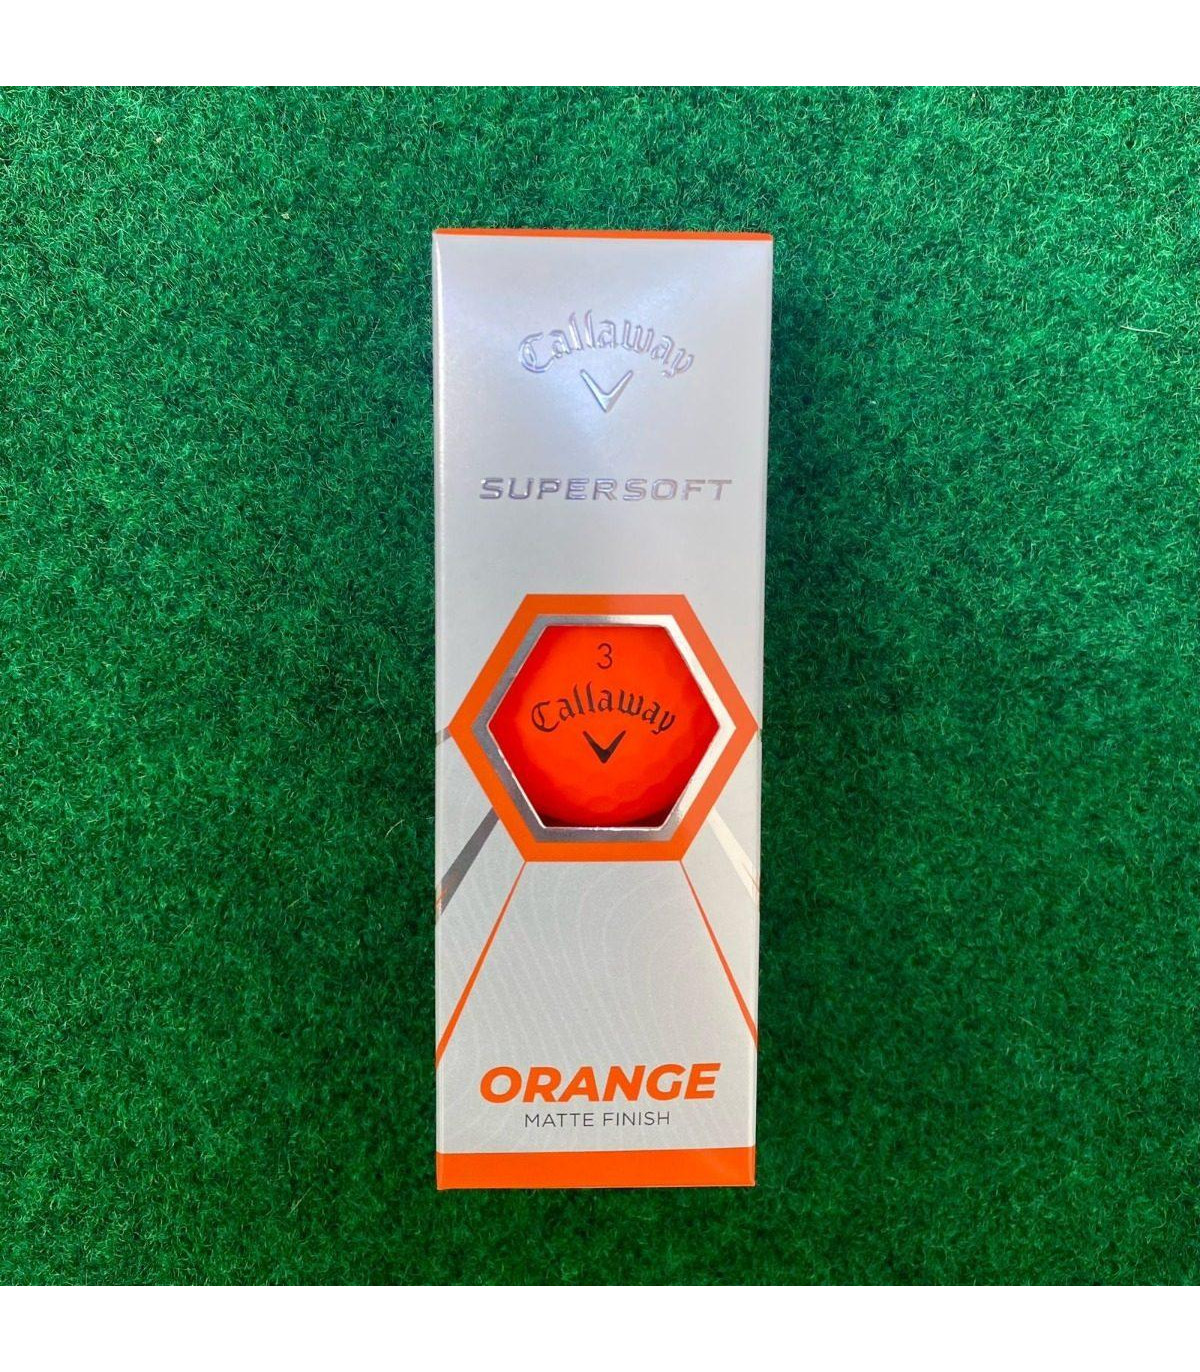 Callaway
SUPERSOFT
3
Callaway
ORANGE
MATTE FINISH